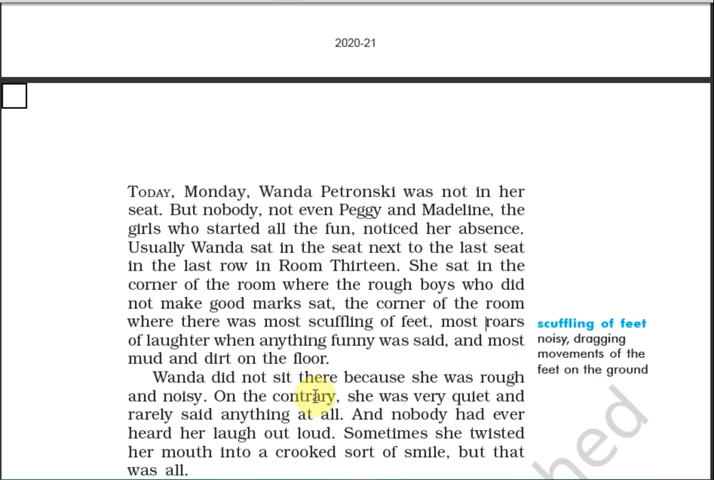 2020-21
TODAY, Monday, Wanda Petronski was not in her
seat. But nobody, not even Peggy and Madeline, the
girls who started all the fun, noticed her absence.
Usually Wanda sat in the seat next to the last seat
in the last row in Room Thirteen. She sat in the
corner of the room where the rough boys who did
not make good marks sat, the corner of the room
where there was most scuffling of feet, most roars
of laughter when anything funny was said, and most
mud and dirt on the floor.
scuffling of feet
noisy, dragging
movements of the
feet on the ground
Wanda did not sit there because she was rough
and noisy. On the contrary, she was very quiet and
rarely said anything at all. And nobody had ever
heard her laugh out loud. Sometimes she twisted
her mouth into a crooked sort of smile, but that
was all.
hed